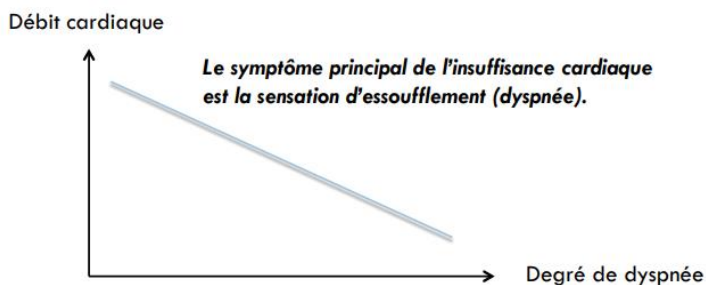 Débit cardiaque
Le symptôme principal de l'insuffisance cardiaque
est la sensation d'essoufflement (dyspnée).
Degré de dyspnée